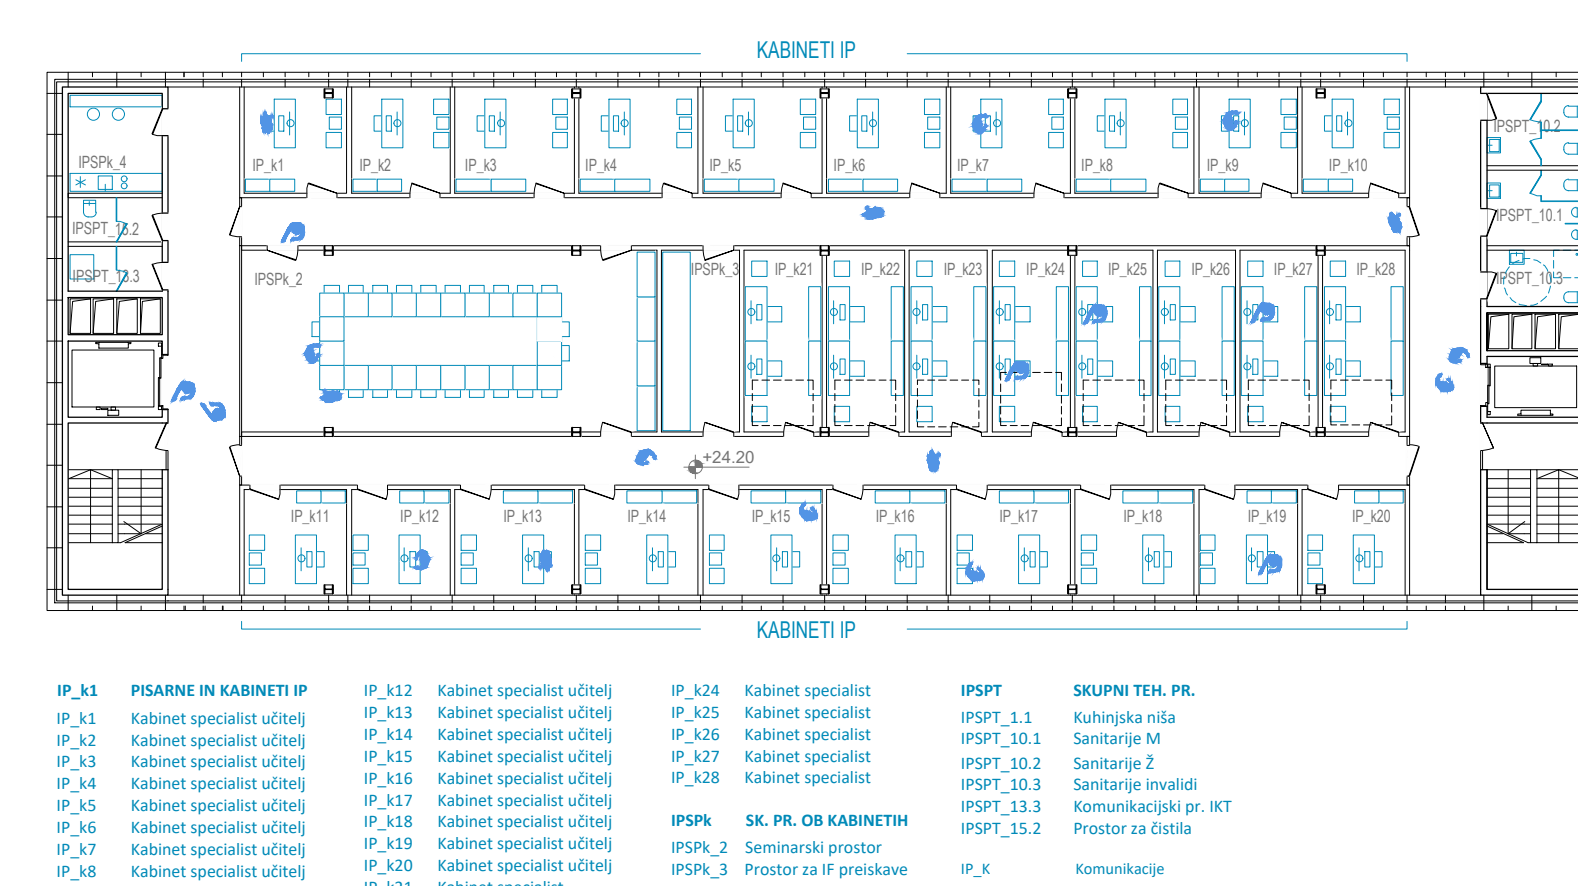 KABINETI IP
IPSPT_10.2
IPSPk_4
IP_k1
IP_k2
IP_k3
IP_k4
IP_k5
IP_k6
IP_k7
IP_k8
IP_k9
IP_k10
IPSPT_15.2
IPSPT_10.1
IPSPT_13.3
IPSPk_2
IPSPk_3
IP_k21
IP_k22
IP_k23
IP_k24
IP_k25
IP_k26
IP_k27
IP_k28
IPSPT_10.3
+24.20
IP_k11
IP_k12
IP_k13
IP_k14
IP_k15
IP_k16
IP_k17
IP_k18
IP_k19
IP_k20
KABINETI IP
IP_k1 PISARNE IN KABINETI IP
IP_k1 Kabinet specialist učitelj
IP_k2 Kabinet specialist učitelj
IP_k3 Kabinet specialist učitelj
IP_k4 Kabinet specialist učitelj
IP_k5 Kabinet specialist učitelj
IP_k6 Kabinet specialist učitelj
IP_k7 Kabinet specialist učitelj
IP_k8 Kabinet specialist učitelj
IP_k12 Kabinet specialist učitelj
IP_k13 Kabinet specialist učitelj
IP_k14 Kabinet specialist učitelj
IP_k15 Kabinet specialist učitelj
IP_k16 Kabinet specialist učitelj
IP_k17 Kabinet specialist učitelj
IP_k18 Kabinet specialist učitelj
IP_k19 Kabinet specialist učitelj
IP_k20 Kabinet specialist učitelj
IP_k21 Kabinet specialist
IP_k24 Kabinet specialist
IP_k25 Kabinet specialist
IP_k26 Kabinet specialist
IP_k27 Kabinet specialist
IP_k28 Kabinet specialist
IPSPk SK. PR. OB KABINETIH
IPSPk_2 Seminarski prostor
IPSPk_3 Prostor za IF preiskave
IPSPT SKUPNI TEH. PR.
IPSPT_1.1 Kuhinjska niša
IPSPT_10.1 Sanitarije M
IPSPT_10.2 Sanitarije Ž
IPSPT_10.3 Sanitarije invalidi
IPSPT_13.3 Komunikacijski pr. IKT
IPSPT_15.2 Prostor za čistila
IP_K Komunikacije